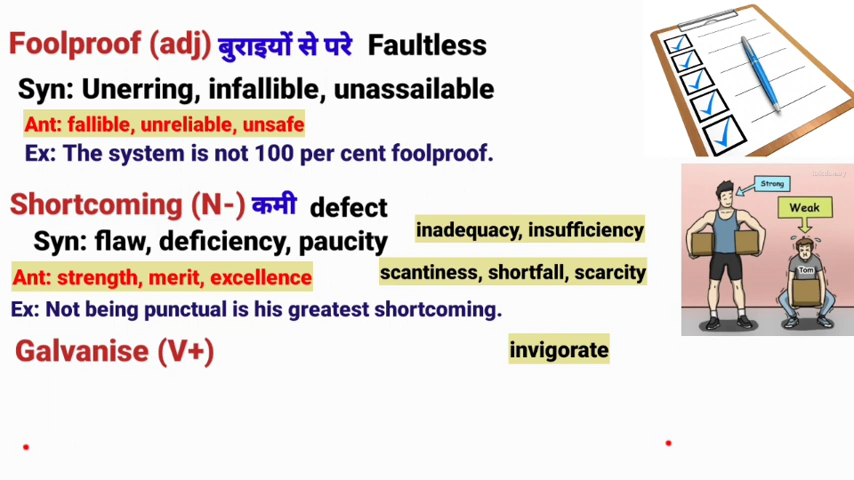 Foolproof (adj) बुराइयों से परे Faultless
Syn: Unerring, infallible, unassailable
Ant: fallible, unreliable, unsafe
Ex: The system is not 100 per cent foolproof.
Shortcoming (N-) कमी defect
Syn: flaw, deficiency, paucity
inadequacy, insufficiency
Ant: strength, merit, excellence
scantiness, shortfall, scarcity
Ex: Not being punctual is his greatest shortcoming.
Galvanise (V+)
invigorate
Strong
Weak
Tom